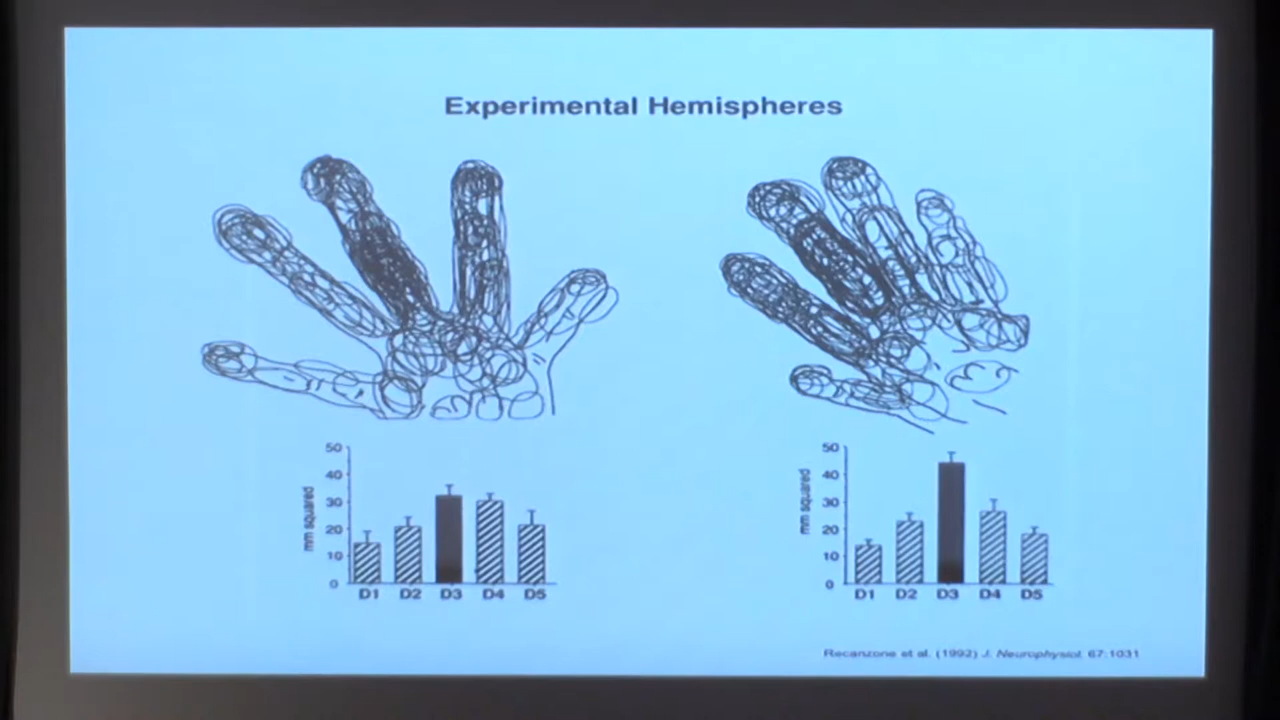 Experimental Hemispheres
50
40
30
20
10
0
mm squared
D1 D2 D3 D4 D5
50
40
30
20
10
0
mm squared
D1 D2 D3 D4 D5
Recanzone et al. (1992) J. Neurophysiol. 67:1031